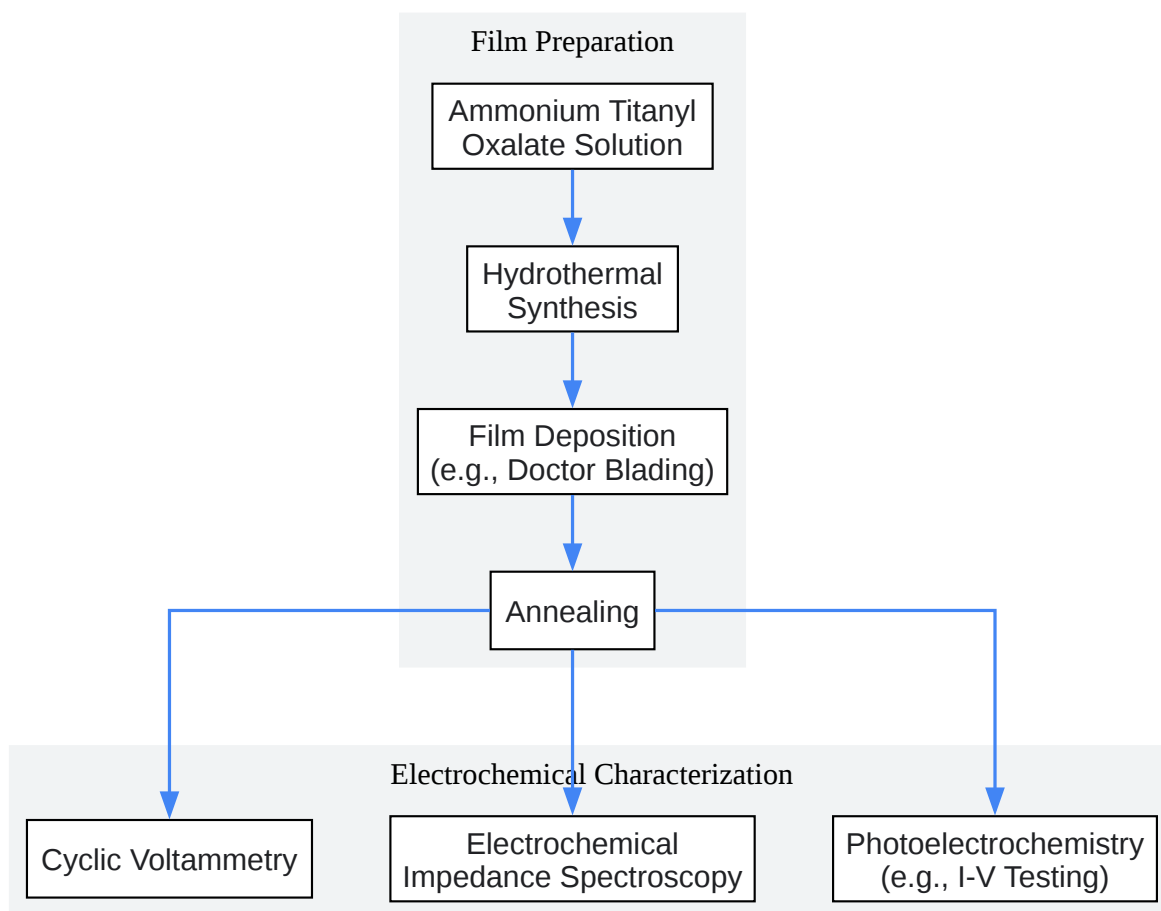 Film Preparation
Ammonium Titanyl
Oxalate Solution
Hydrothermal
Synthesis
Film Deposition
(e.g., Doctor Blading)
Annealing
Electrochemical Characterization
Cyclic Voltammetry
Electrochemical
Impedance Spectroscopy
Photoelectrochemistry
(e.g., I-V Testing)